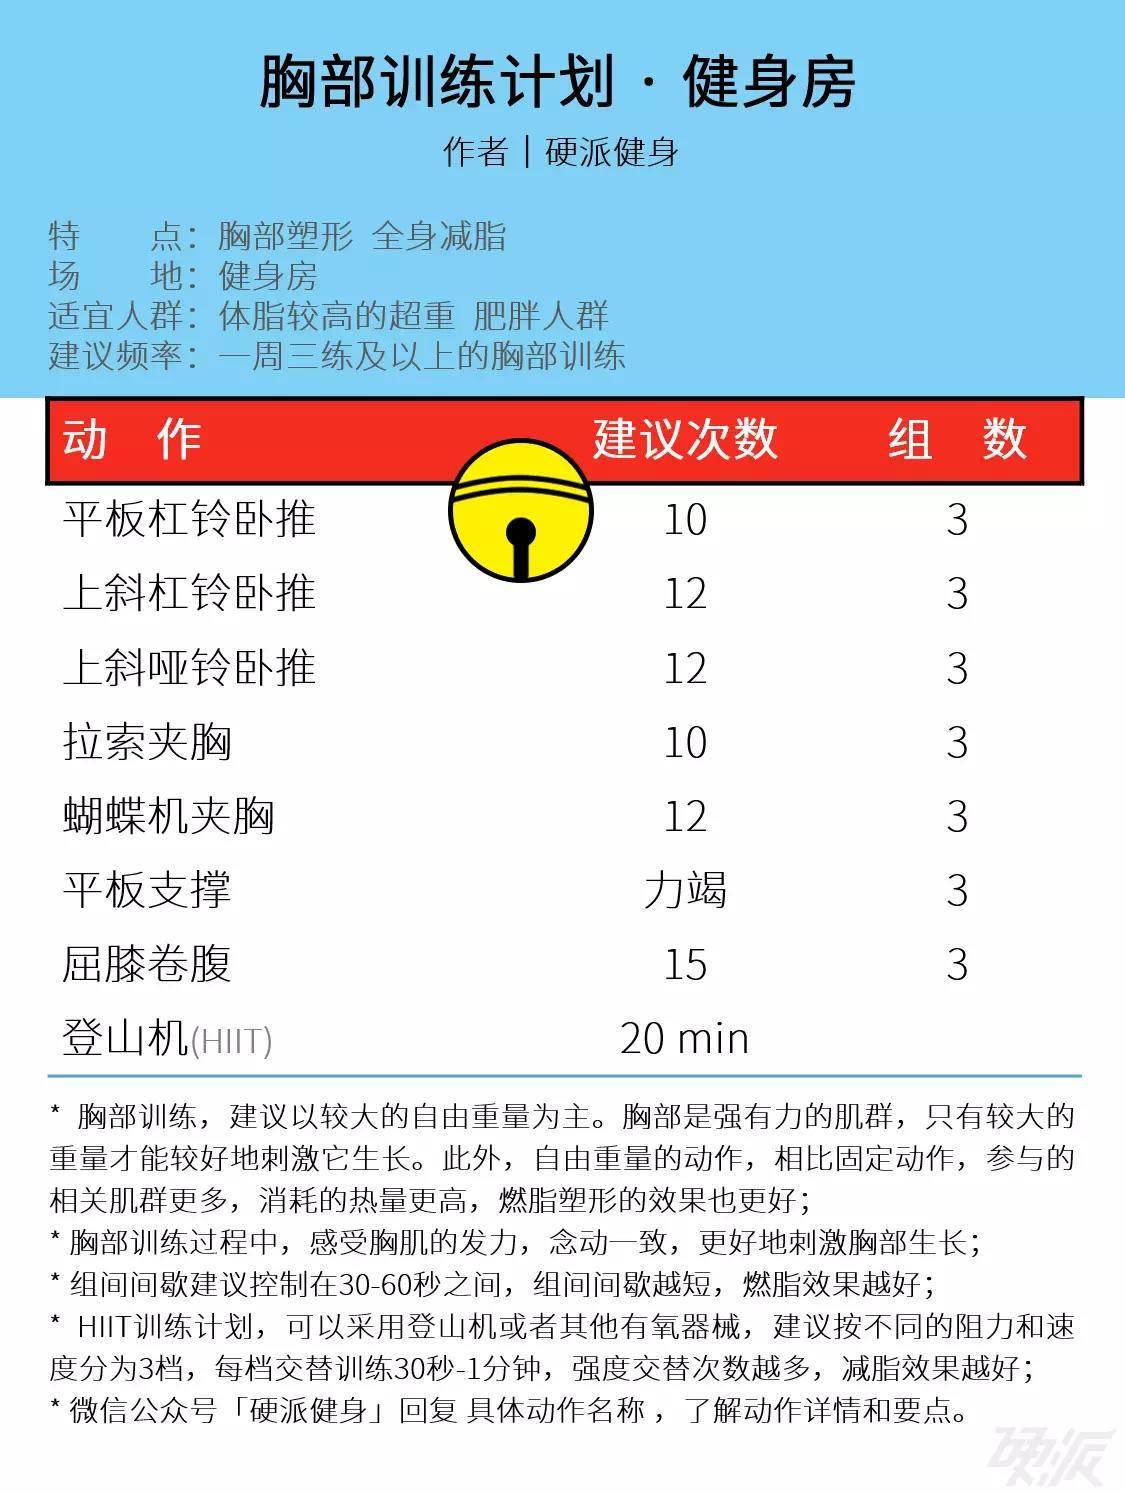 胸部训练计划 · 健身房
作者｜硬派健身
特　　点：胸部塑形 全身减脂
场　　地：健身房
适宜人群：体脂较高的超重 肥胖人群
建议频率：一周三练及以上的胸部训练
动 作 建议次数 组 数
平板杠铃卧推 10 3
上斜杠铃卧推 12 3
上斜哑铃卧推 12 3
拉索夹胸 10 3
蝴蝶机夹胸 12 3
平板支撑 力竭 3
屈膝卷腹 15 3
登山机(HIIT) 20 min
* 胸部训练，建议以较大的自由重量为主。胸部是强有力的肌群，只有较大的
重量才能较好地刺激它生长。此外，自由重量的动作，相比固定动作，参与的
相关肌群更多，消耗的热量更高，燃脂塑形的效果也更好；
* 胸部训练过程中，感受胸肌的发力，念动一致，更好地刺激胸部生长；
* 组间间歇建议控制在30-60秒之间，组间间歇越短，燃脂效果越好；
* HIIT训练计划，可以采用登山机或者其他有氧器械，建议按不同的阻力和速
度分为3档，每档交替训练30秒-1分钟，强度交替次数越多，减脂效果越好；
* 微信公众号「硬派健身」回复 具体动作名称 ，了解动作详情和要点。
硬派